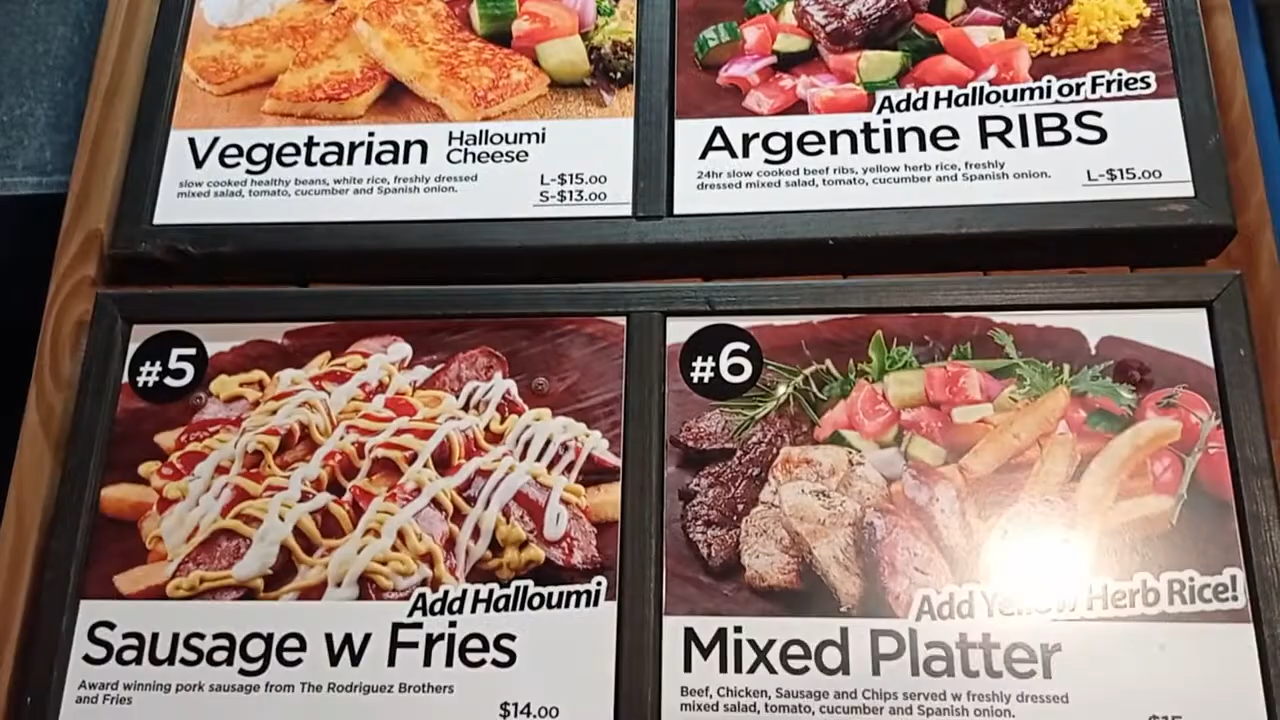 Vegetarian Halloumi Cheese
slow cooked healthy beans, white rice, freshly dressed
mixed salad, tomato, cucumber and Spanish onion.
L-$15.00
S-$13.00
Add Halloumi or Fries
Argentine RIBS
24hr slow cooked beef ribs, yellow herb rice, freshly
dressed mixed salad, tomato, cucumber and Spanish onion.
L-$15.00
#5
Add Halloumi
Sausage w Fries
Award winning pork sausage from The Rodriguez Brothers
and Fries
$14.00
#6
Add Yellow Herb Rice!
Mixed Platter
Beef, Chicken, Sausage and Chips served w freshly dressed
mixed salad, tomato, cucumber and Spanish onion.